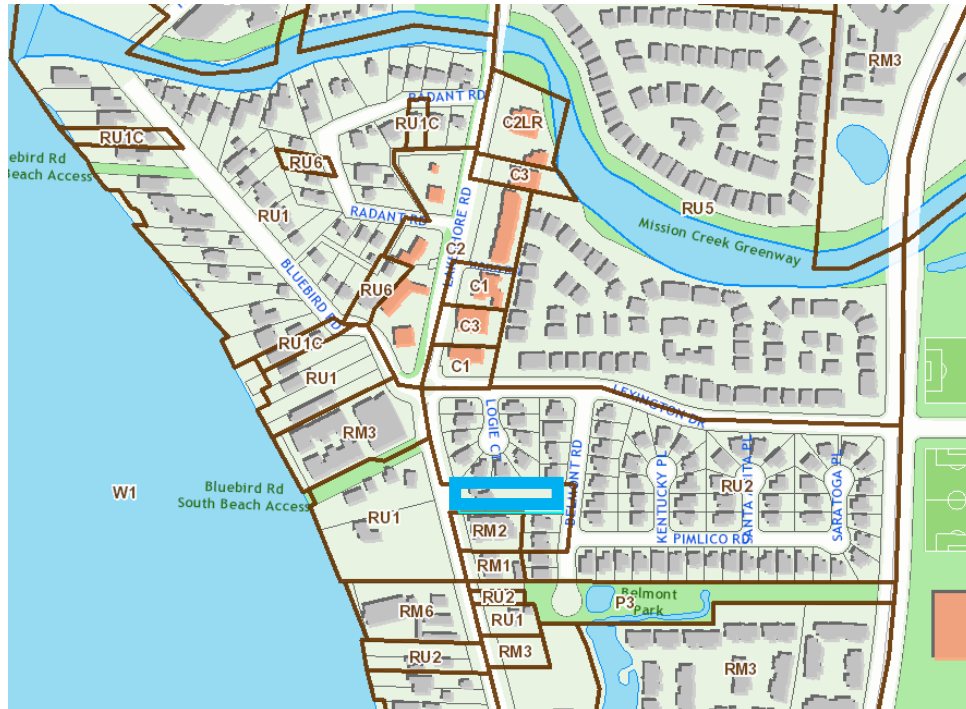 RM3
RADANT RD
RU1C
C2LR
RU1C
ebird Rd
Beach Access
RU6
C3
RU1
RADANT RD
RU5
Mission Creek Greenway
C2
BLUEBIRD RD
RU6
C1
C3
RU1C
C1
RU1
LEXINGTON DR
LOGIE CT
RM3
BELMONT RD
W1
Bluebird Rd
South Beach Access
RU1
KENTUCKY PL
RU2
SARATOGA PL
RM2
PIMLICO RD
RM1
RU2
P3
Belmont
Park
RM6
RU1
RU2
RM3
RM3